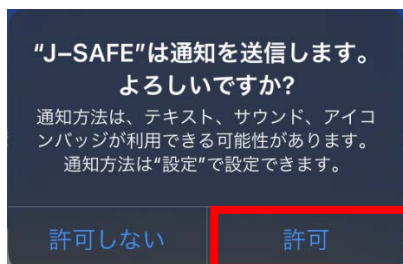 “J-SAFE”は通知を送信します。
よろしいですか?
通知方法は、テキスト、サウンド、アイコ
ンバッジが利用できる可能性があります。
通知方法は“設定”で設定できます。
許可しない
許可